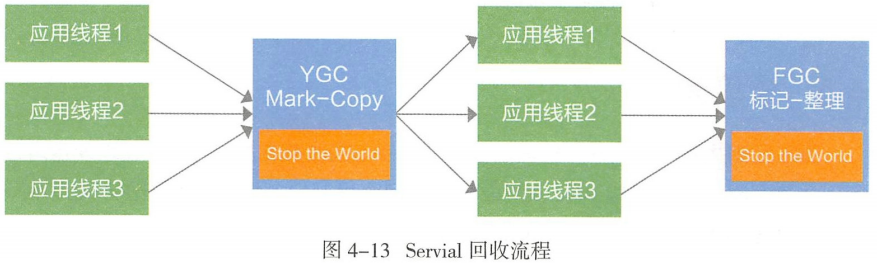 应用线程1
应用线程2
应用线程3
YGC
Mark-Copy
Stop the World
应用线程1
应用线程2
应用线程3
FGC
标记-整理
Stop the World
图 4-13 Servial 回收流程